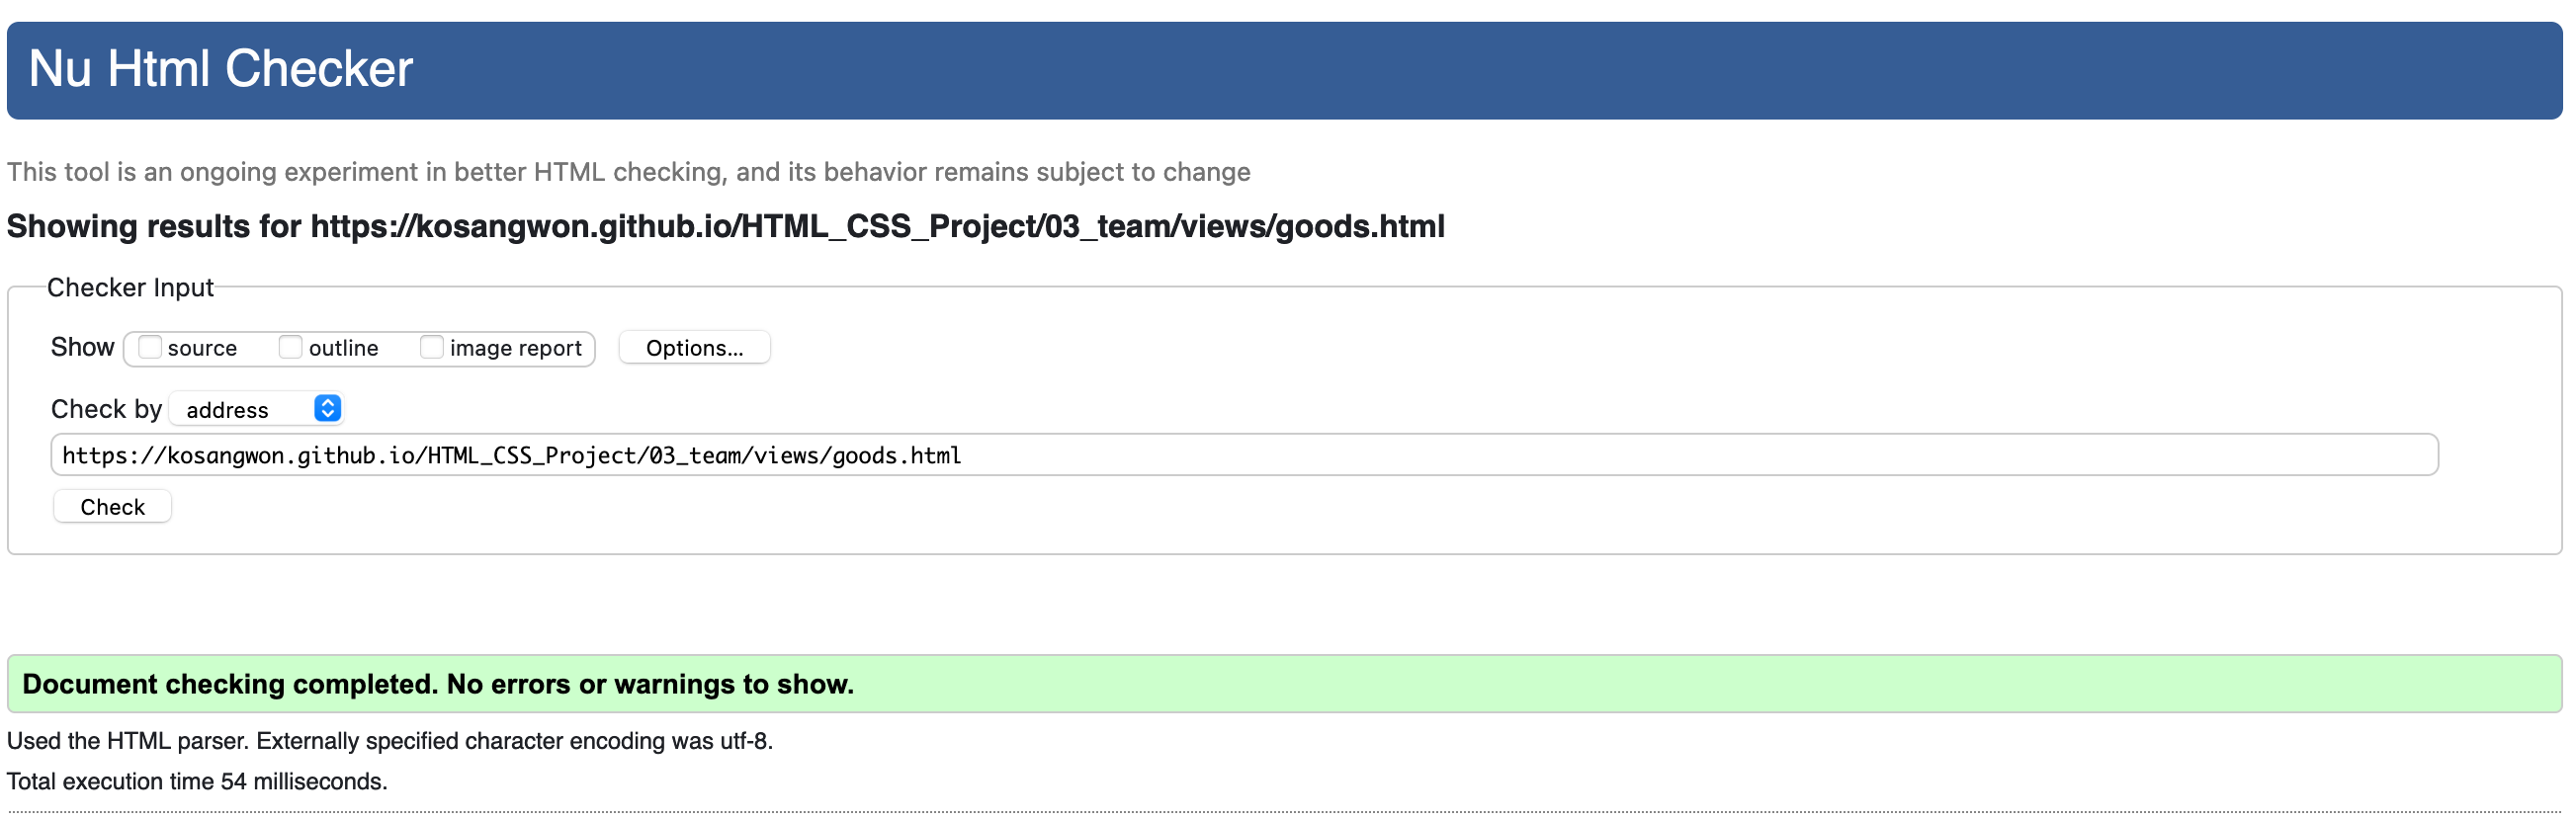 Nu Html Checker
This tool is an ongoing experiment in better HTML checking, and its behavior remains subject to change
Showing results for https://kosangwon.github.io/HTML_CSS_Project/03_team/views/goods.html
Checker Input
Show source outline image report Options...
Check by address
https://kosangwon.github.io/HTML_CSS_Project/03_team/views/goods.html
Check
Document checking completed. No errors or warnings to show.
Used the HTML parser. Externally specified character encoding was utf-8.
Total execution time 54 milliseconds.